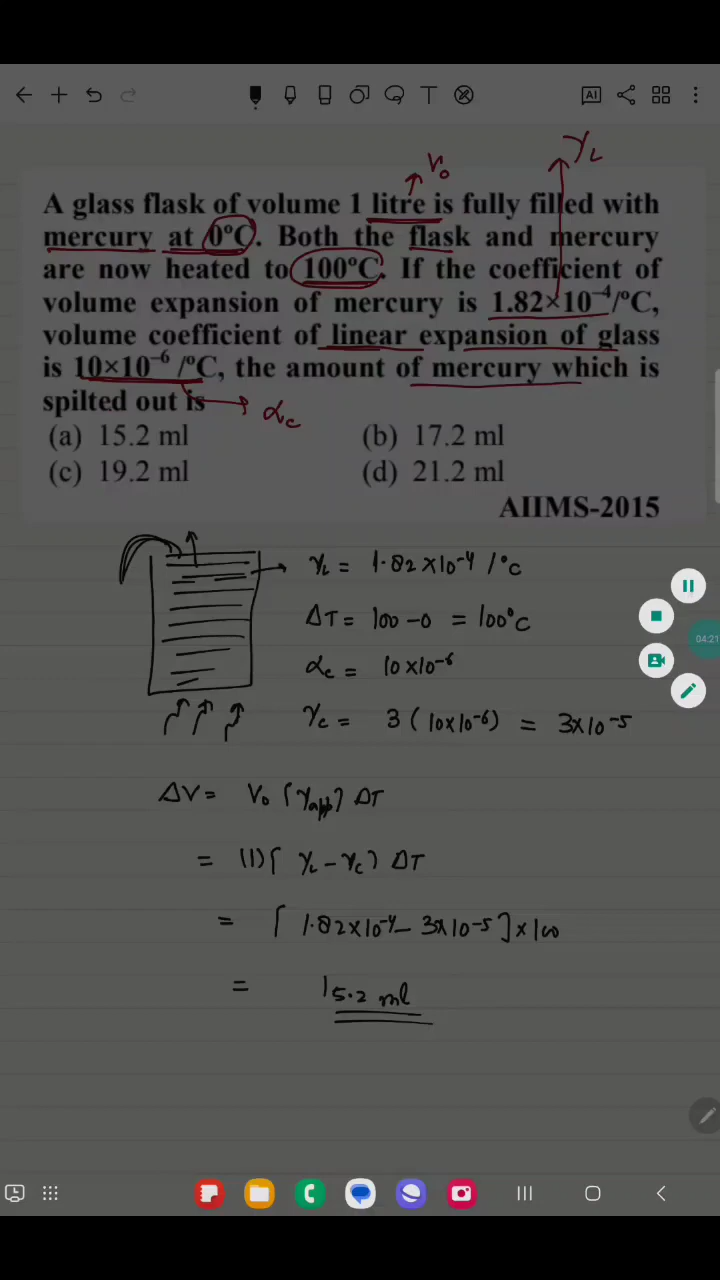 V₀
γL
A glass flask of volume 1 litre is fully filled with
mercury at 0°C. Both the flask and mercury
are now heated to 100°C. If the coefficient of
volume expansion of mercury is 1.82×10⁻⁴/°C,
volume coefficient of linear expansion of glass
is 10×10⁻⁶ /°C, the amount of mercury which is
spilted out is
αc
(a) 15.2 ml (b) 17.2 ml
(c) 19.2 ml (d) 21.2 ml
AIIMS-2015
γL = 1.82×10⁻⁴ /°C
ΔT = 100-0 = 100°C
αc = 10×10⁻⁶
γc = 3(10×10⁻⁶) = 3×10⁻⁵
ΔV = V₀ [γapp] ΔT
= (1)[γL - γc) ΔT
= [1.82×10⁻⁴ - 3×10⁻⁵] × 100
= 15.2 ml
T
AI
04:21